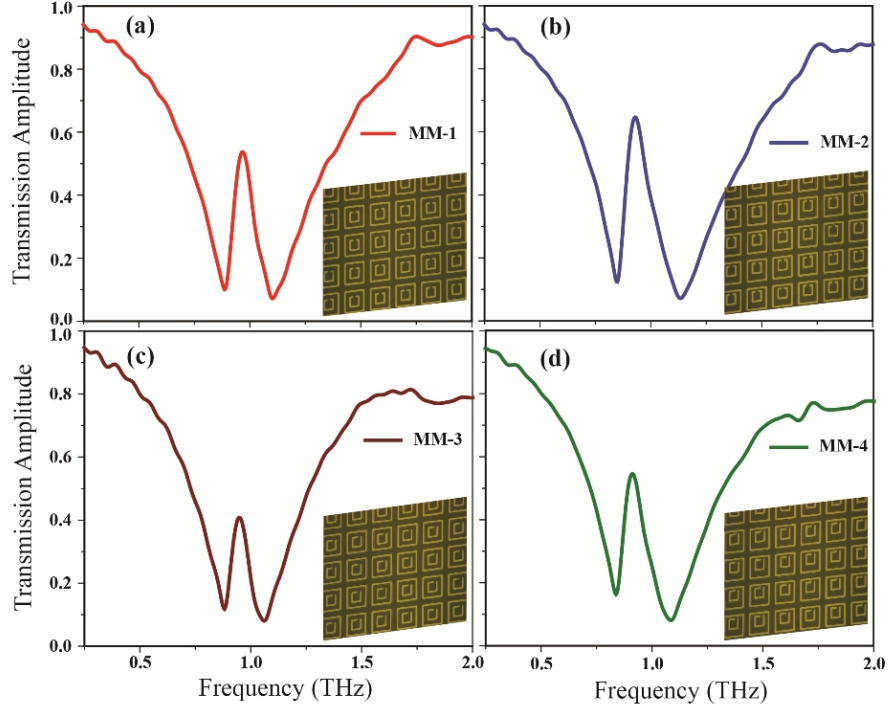 (a)
(b)
1.0
0.8
0.6
0.4
0.2
0.0
Transmission Amplitude
MM-1
MM-2
(c)
(d)
1.0
0.8
0.6
0.4
0.2
0.0
Transmission Amplitude
MM-3
MM-4
0.5 1.0 1.5 2.0
0.5 1.0 1.5 2.0
Frequency (THz)
Frequency (THz)